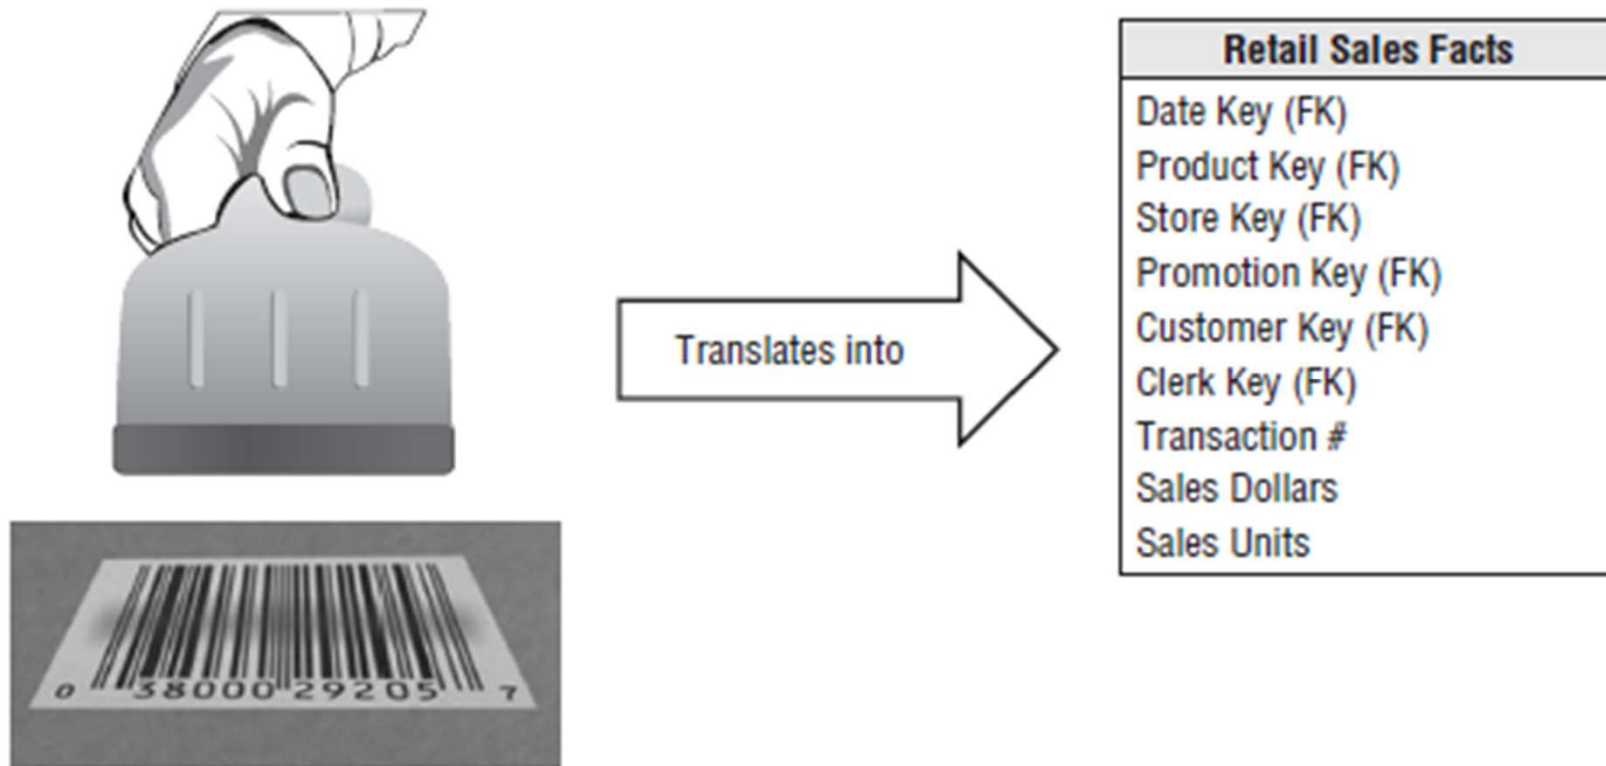 Retail Sales Facts
Date Key (FK)
Product Key (FK)
Store Key (FK)
Promotion Key (FK)
Customer Key (FK)
Clerk Key (FK)
Transaction #
Sales Dollars
Sales Units
Translates into
0 38000 29205 7